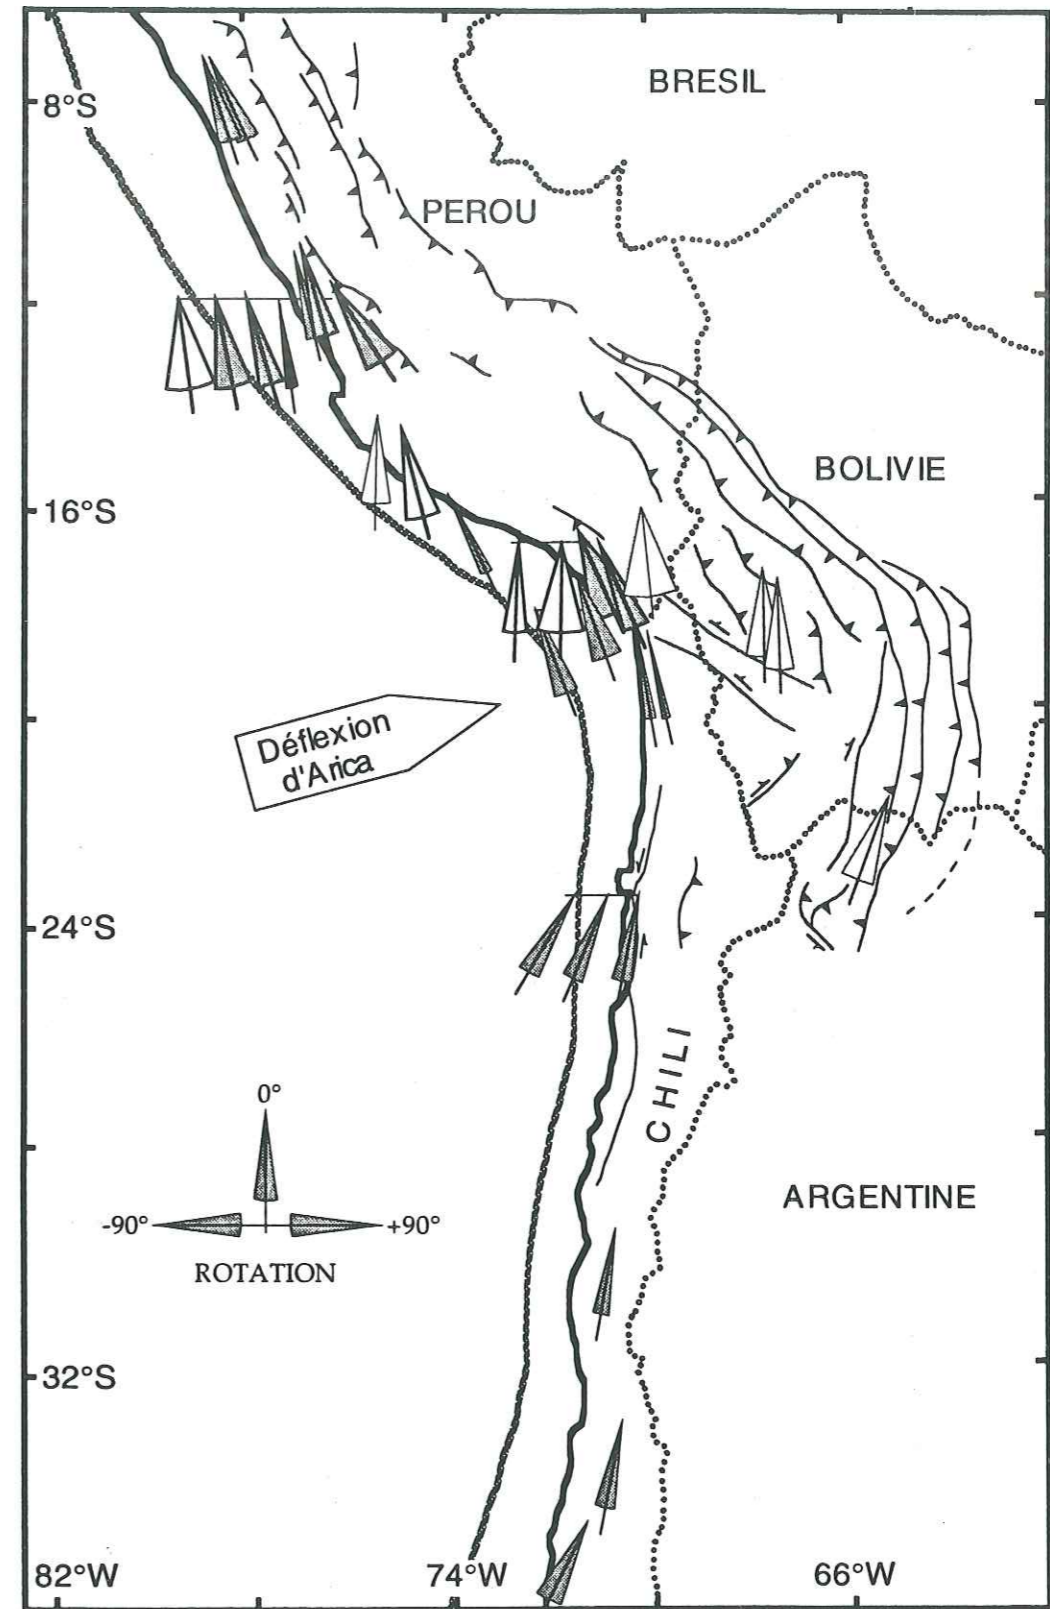 BRESIL
8°S
PEROU
BOLIVIE
16°S
Déflexion
d'Arica
24°S
CHILI
0°
-90°
+90°
ROTATION
ARGENTINE
32°S
82°W
74°W
66°W